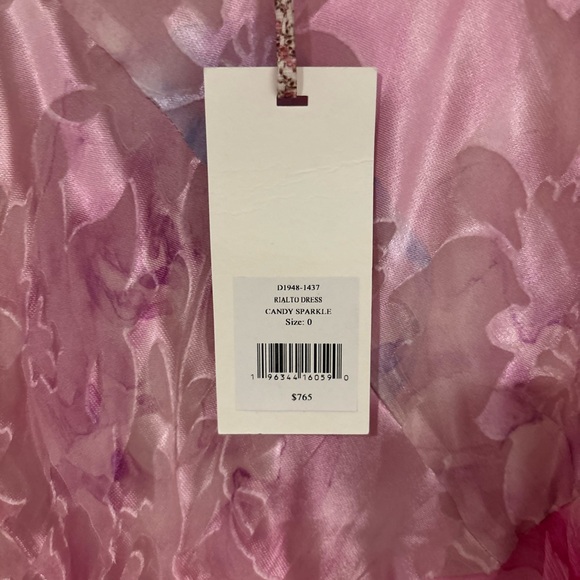 D1948-1437
RIALTO DRESS
CANDY SPARKLE
Size: 0
1 96344 16059 0
$765